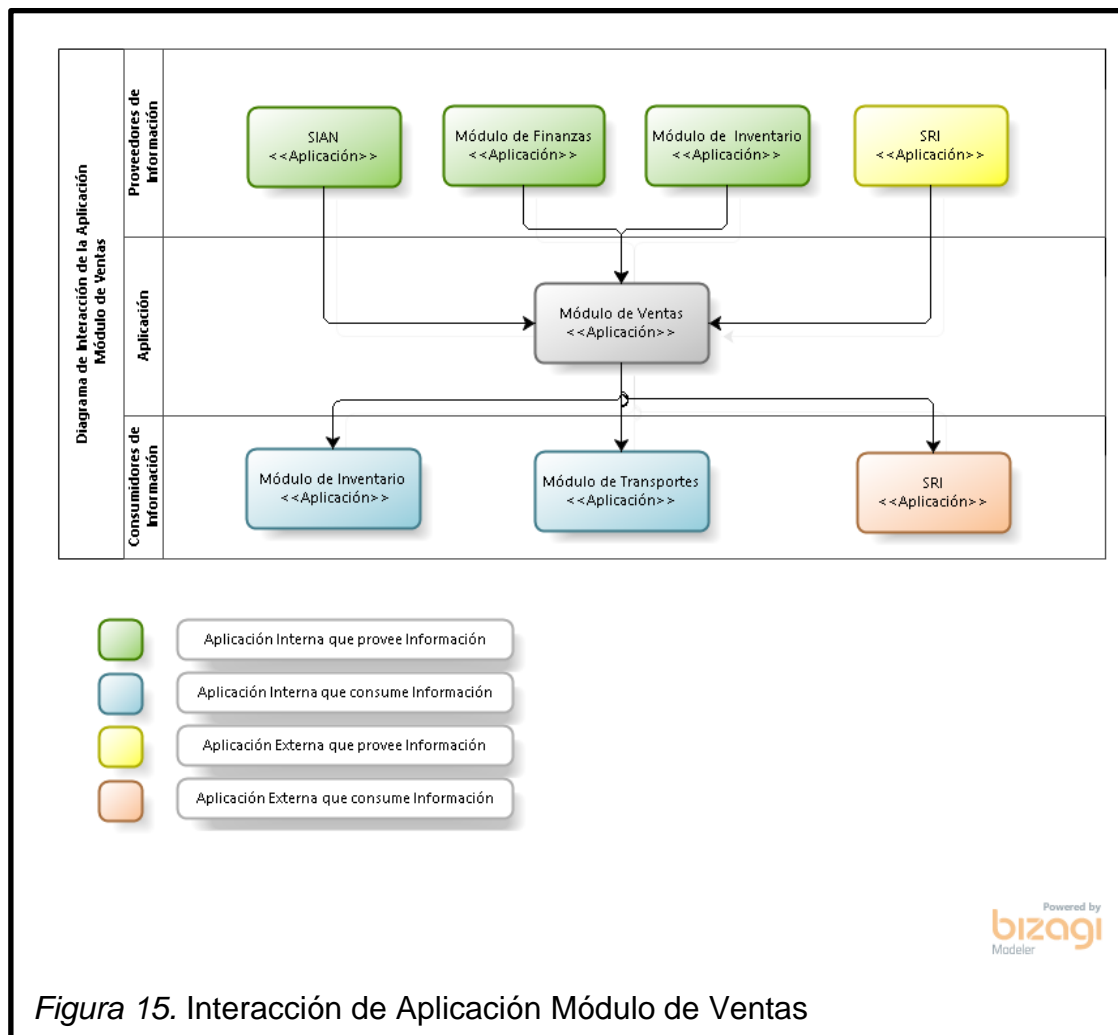 Diagrama de Interacción de la Aplicación
Módulo de Ventas
Proveedores de
Información
SIAN
<<Aplicación>>
Módulo de Finanzas
<<Aplicación>>
Módulo de Inventario
<<Aplicación>>
SRI
<<Aplicación>>
Aplicación
Módulo de Ventas
<<Aplicación>>
Consumidores de
Información
Módulo de Inventario
<<Aplicación>>
Módulo de Transportes
<<Aplicación>>
SRI
<<Aplicación>>
Aplicación Interna que provee Información
Aplicación Interna que consume Información
Aplicación Externa que provee Información
Aplicación Externa que consume Información
Powered by
bizagi
Modeler
Figura 15. Interacción de Aplicación Módulo de Ventas